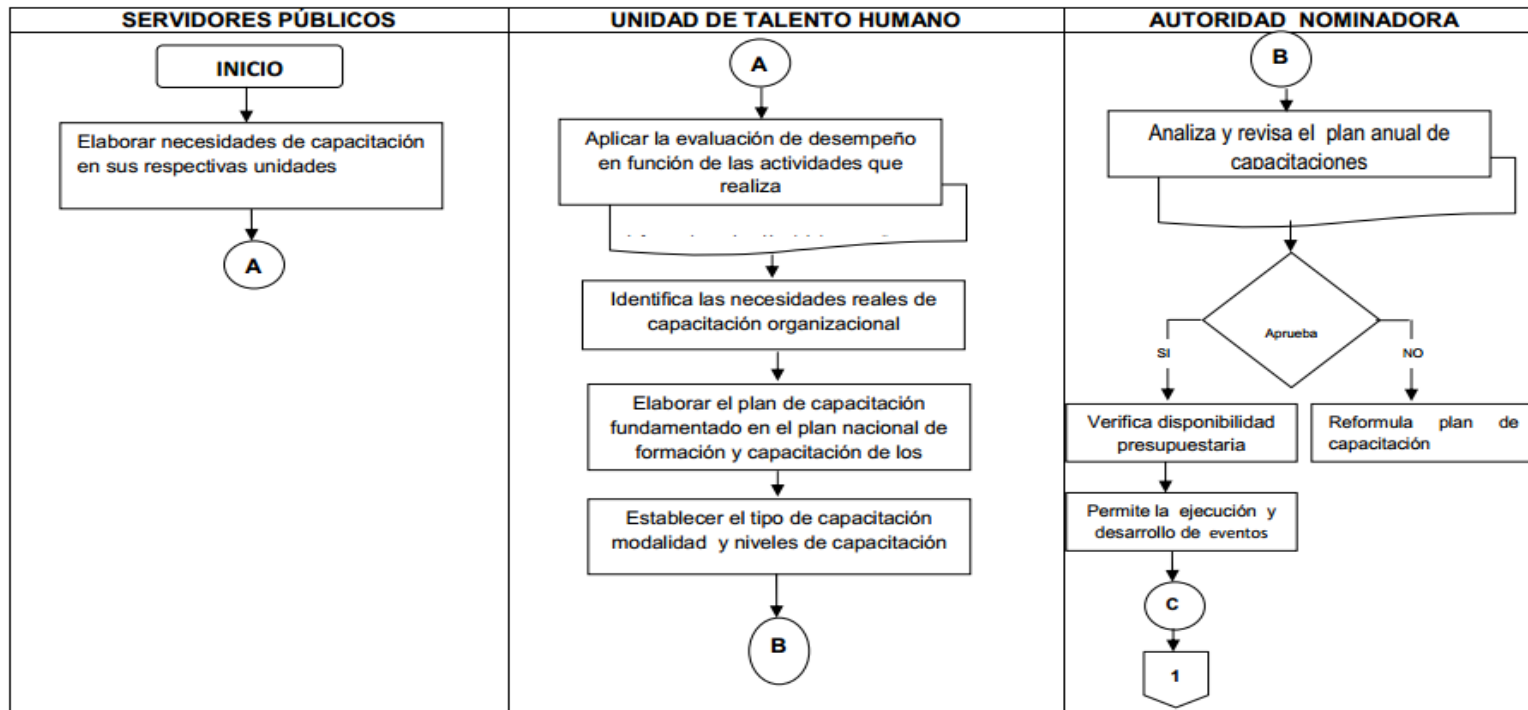 SERVIDORES PÚBLICOS
INICIO
Elaborar necesidades de capacitación
en sus respectivas unidades
A
UNIDAD DE TALENTO HUMANO
A
Aplicar la evaluación de desempeño
en función de las actividades que
realiza
Identifica las necesidades reales de
capacitación organizacional
Elaborar el plan de capacitación
fundamentado en el plan nacional de
formación y capacitación de los
Establecer el tipo de capacitación
modalidad y niveles de capacitación
B
AUTORIDAD NOMINADORA
B
Analiza y revisa el plan anual de
capacitaciones
Aprueba
SI
NO
Verifica disponibilidad
presupuestaria
Reformula plan de
capacitación
Permite la ejecución y
desarrollo de eventos
C
1